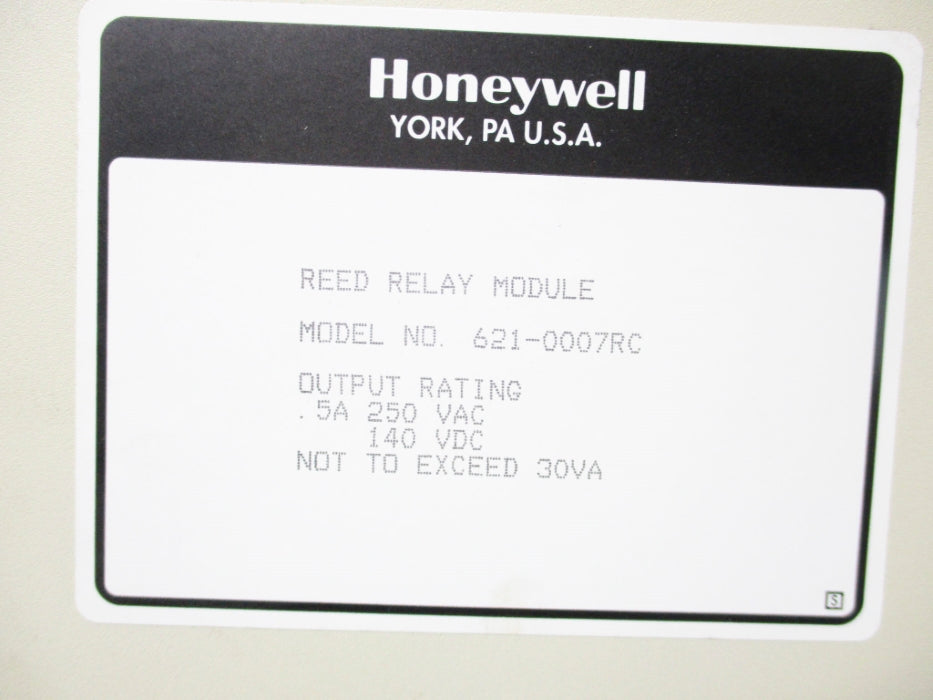 Honeywell
YORK, PA U.S.A.
REED RELAY MODULE
MODEL NO. 621-0007RC
OUTPUT RATING
.5A 250 VAC
140 VDC
NOT TO EXCEED 30VA
S